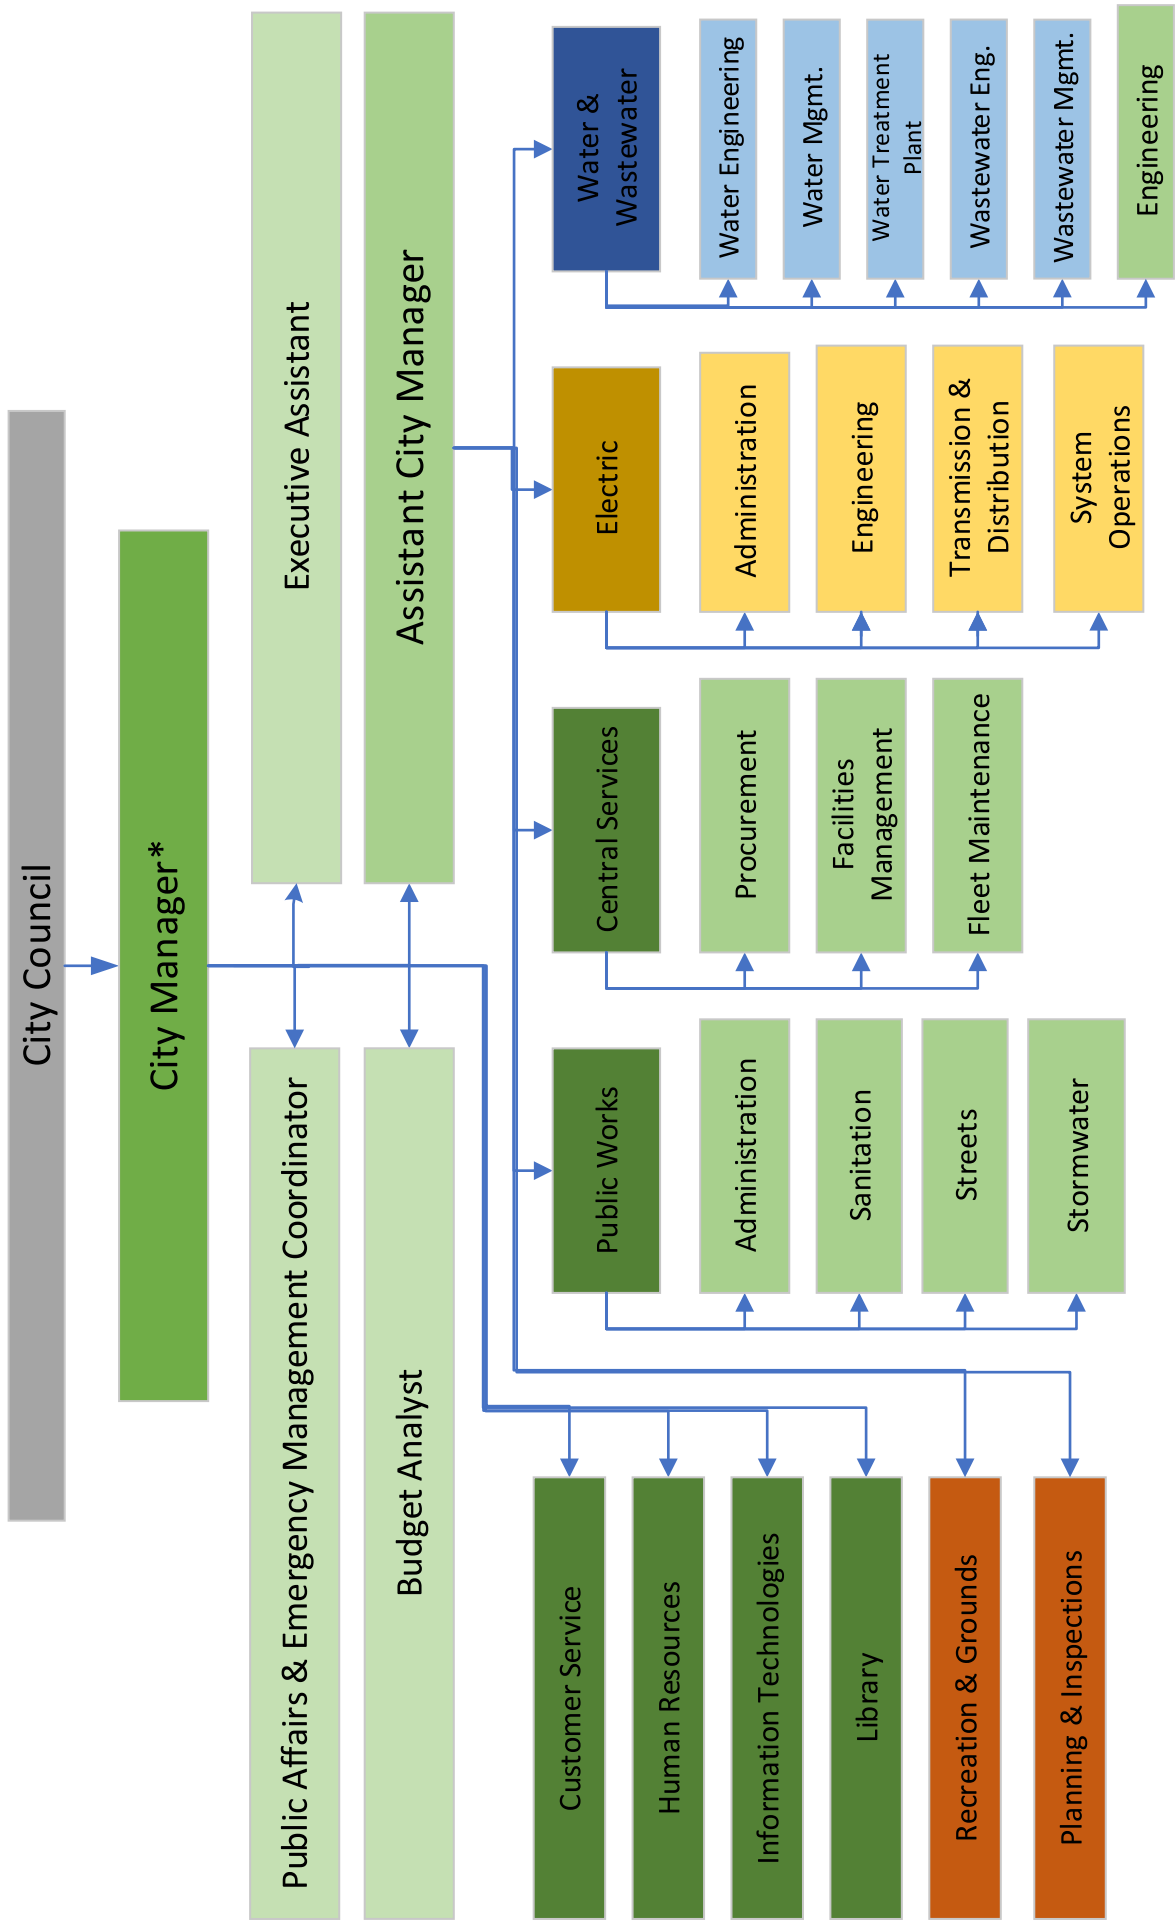 City Council
City Manager*
Public Affairs & Emergency Management Coordinator
Executive Assistant
Budget Analyst
Assistant City Manager
Customer Service
Human Resources
Information Technologies
Library
Recreation & Grounds
Planning & Inspections
Public Works
Administration
Sanitation
Streets
Stormwater
Central Services
Procurement
Facilities
Management
Fleet Maintenance
Electric
Administration
Engineering
Transmission &
Distribution
System
Operations
Water &
Wastewater
Water Engineering
Water Mgmt.
Water Treatment
Plant
Wastewater Eng.
Wastewater Mgmt.
Engineering